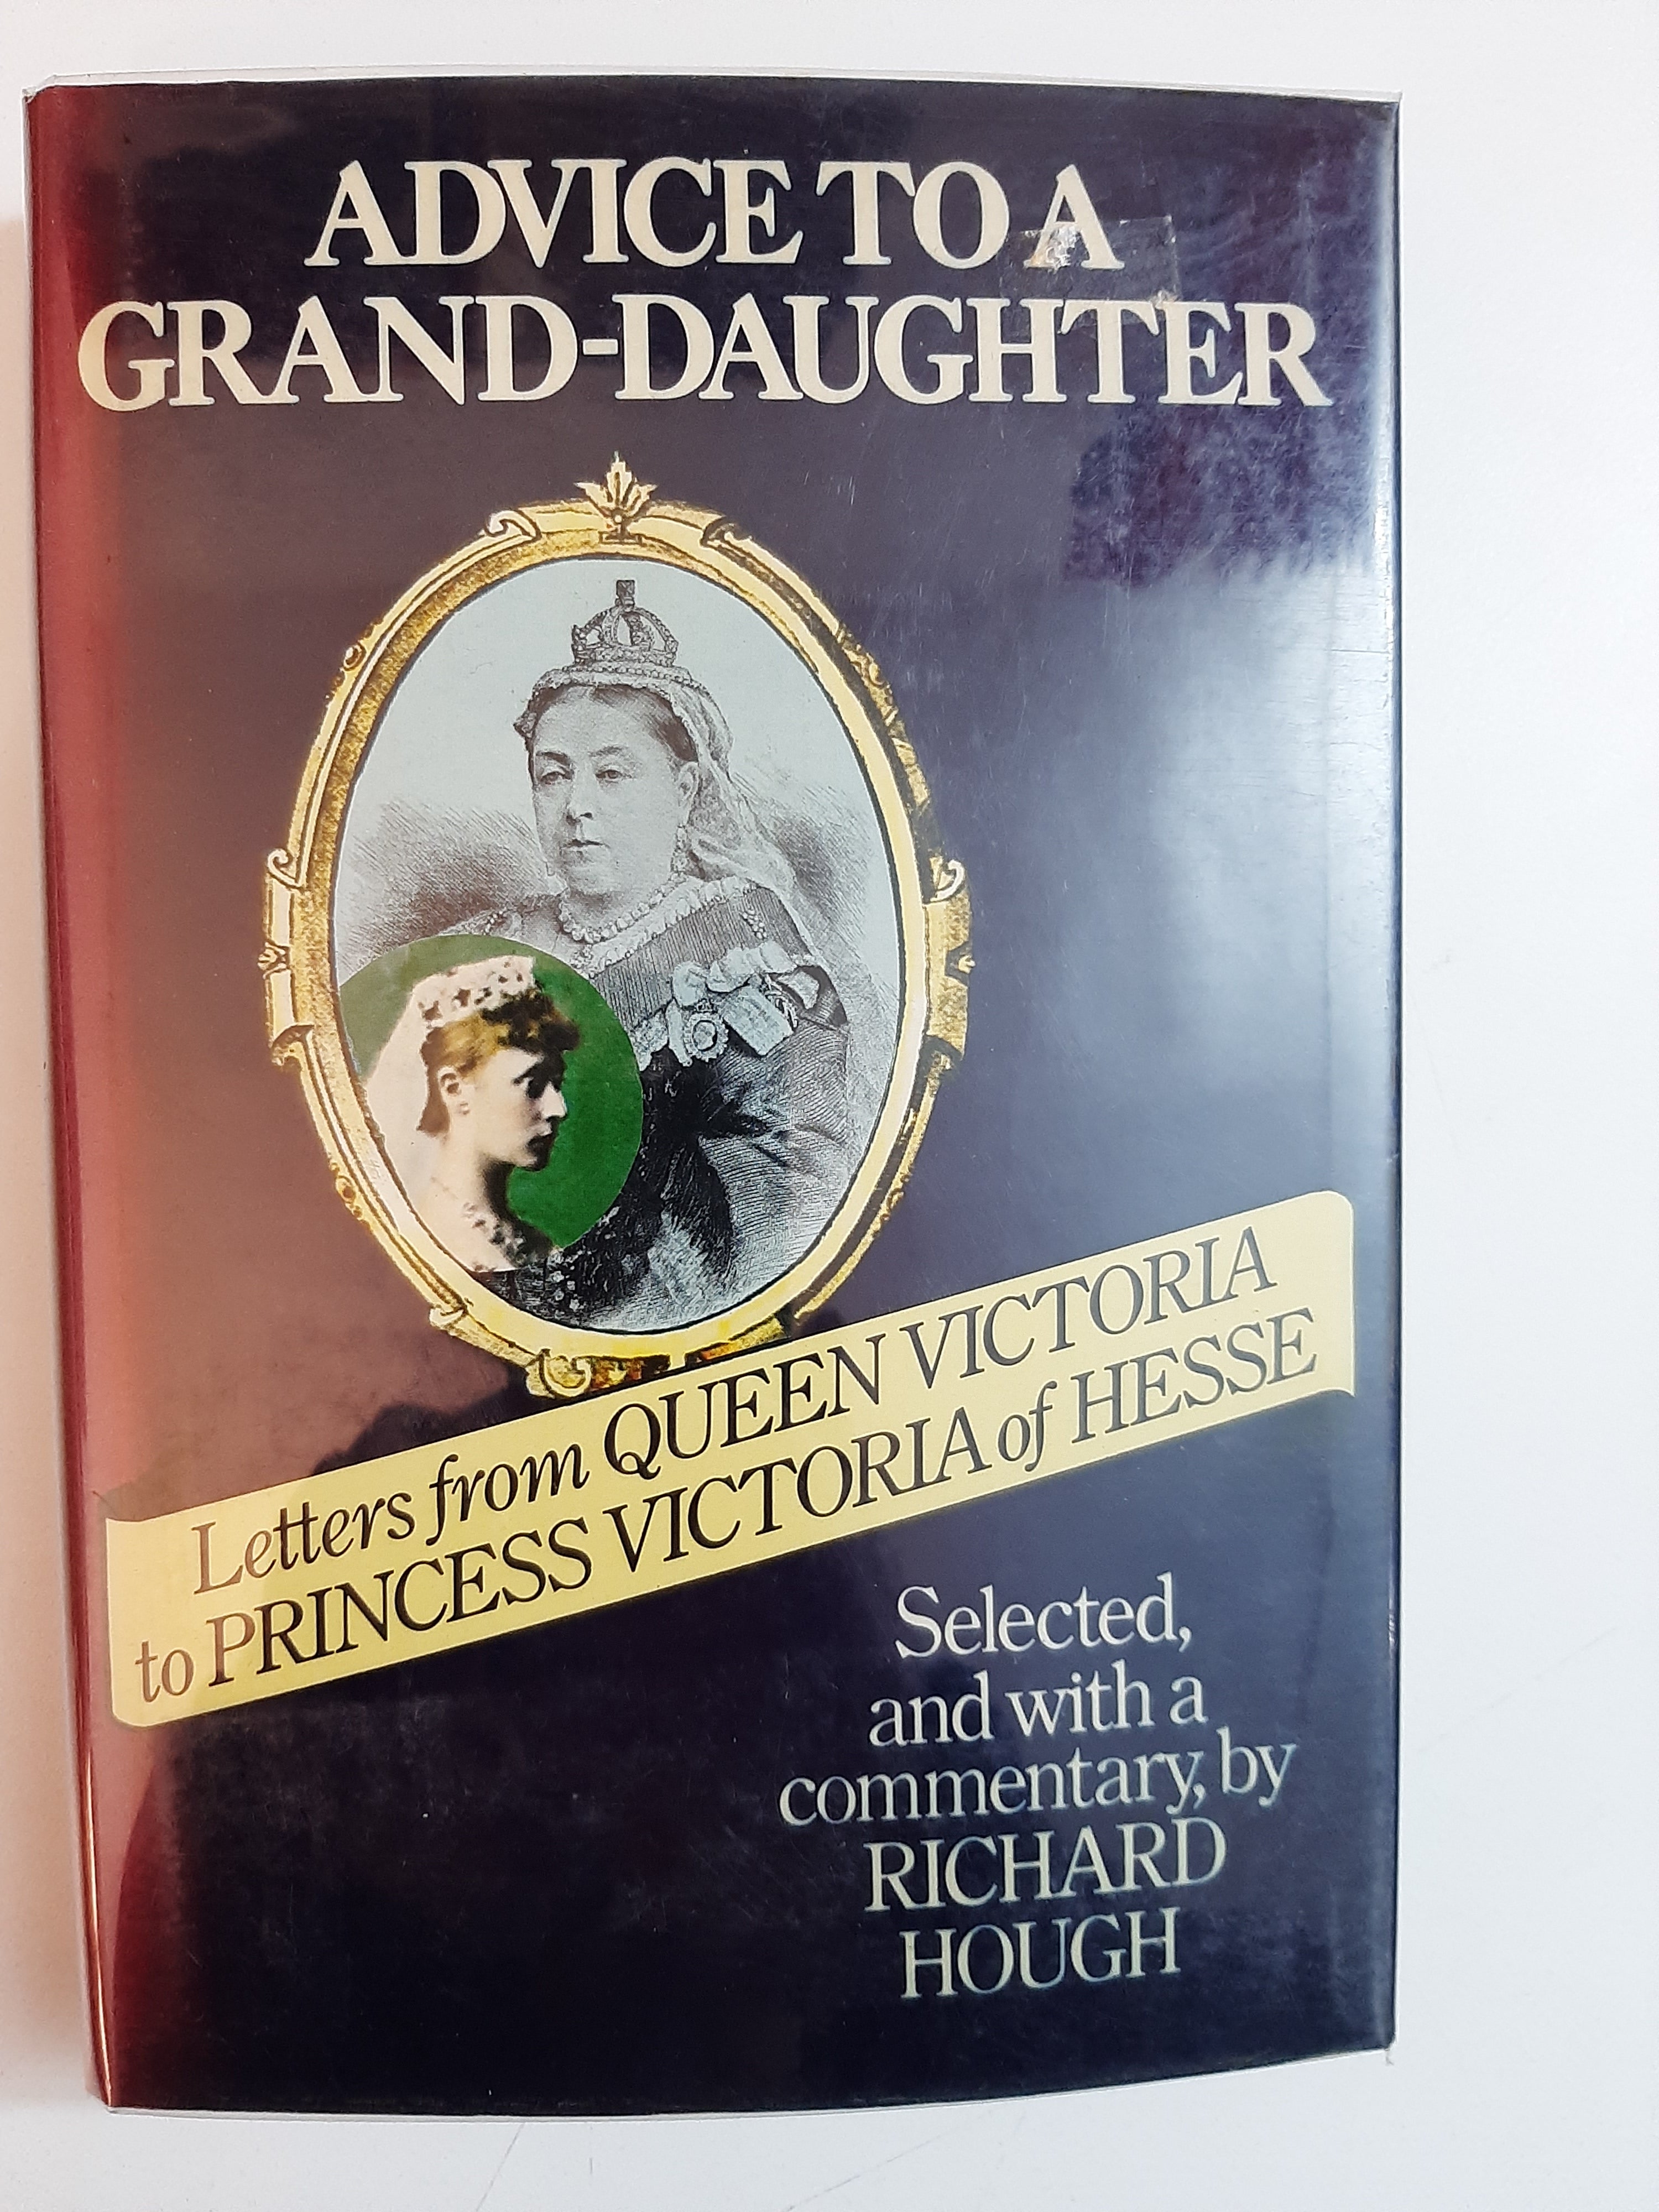 ADVICE TO A
GRAND-DAUGHTER
Letters from QUEEN VICTORIA
to PRINCESS VICTORIA of HESSE
Selected,
and with a
commentary, by
RICHARD
HOUGH